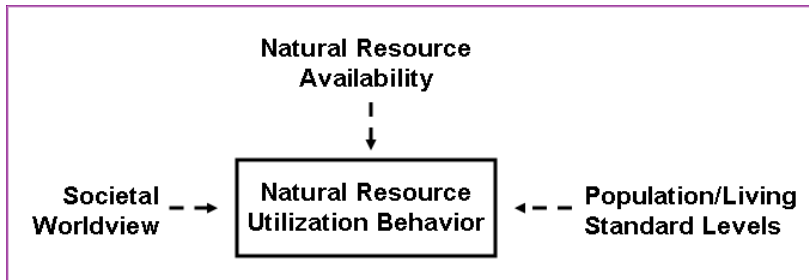 Natural Resource
Availability
Societal
Worldview
Natural Resource
Utilization Behavior
Population/Living
Standard Levels